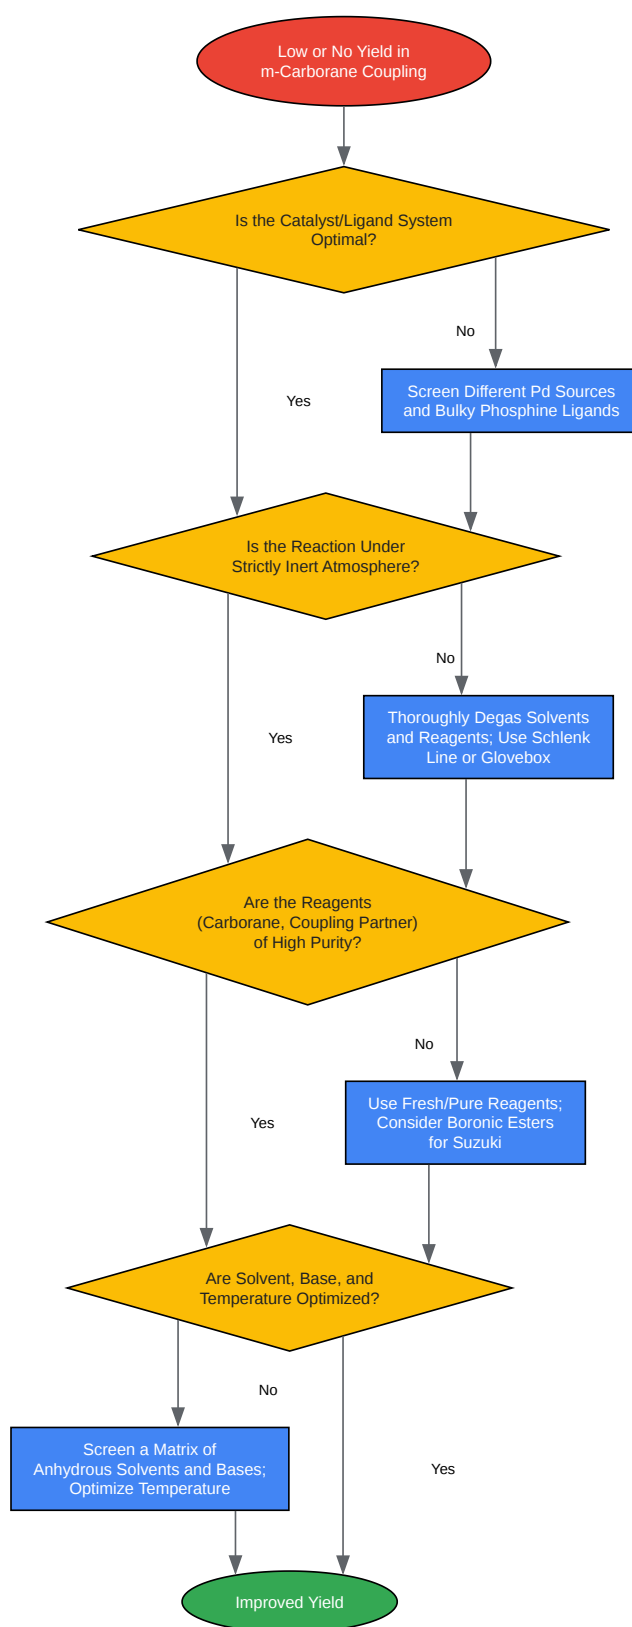 Low or No Yield in
m-Carborane Coupling
Is the Catalyst/Ligand System
Optimal?
No
Screen Different Pd Sources
and Bulky Phosphine Ligands
Yes
Is the Reaction Under
Strictly Inert Atmosphere?
No
Thoroughly Degas Solvents
and Reagents; Use Schlenk
Line or Glovebox
Yes
Are the Reagents
(Carborane, Coupling Partner)
of High Purity?
No
Use Fresh/Pure Reagents;
Consider Boronic Esters
for Suzuki
Yes
Are Solvent, Base, and
Temperature Optimized?
No
Screen a Matrix of
Anhydrous Solvents and Bases;
Optimize Temperature
Yes
Improved Yield